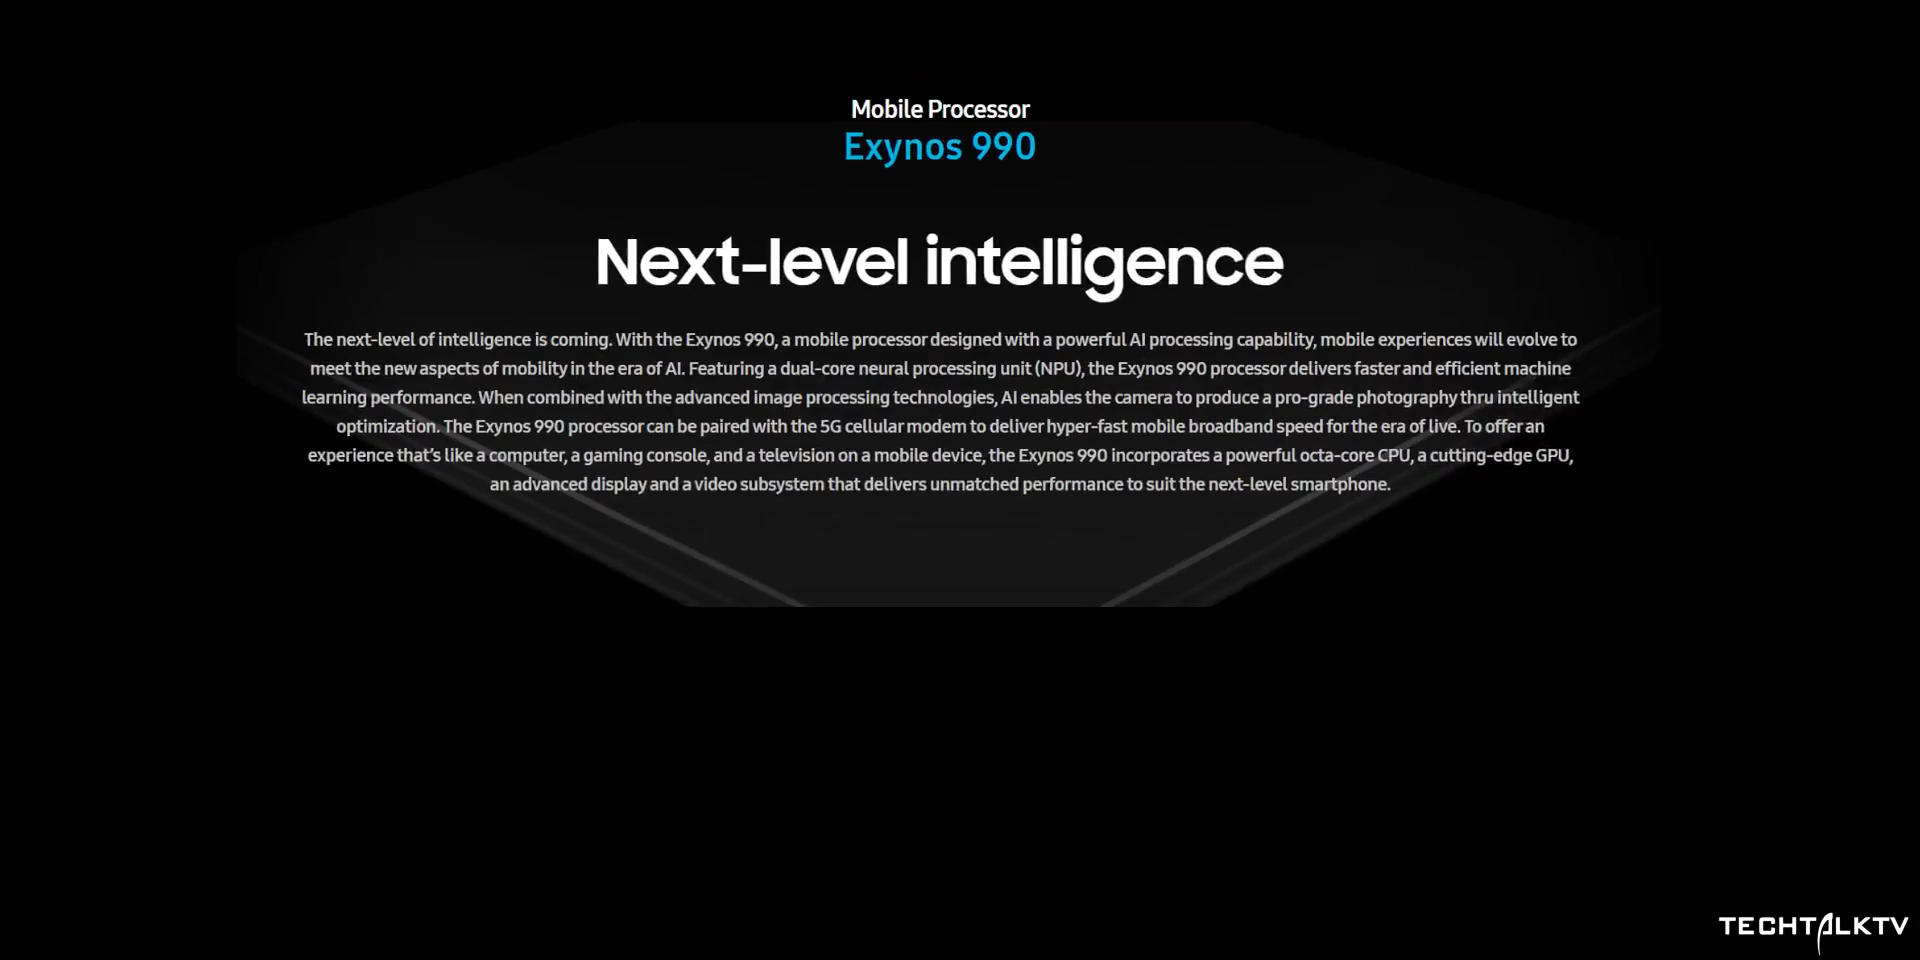 Mobile Processor
Exynos 990
Next-level intelligence
The next-level of intelligence is coming. With the Exynos 990, a mobile processor designed with a powerful AI processing capability, mobile experiences will evolve to
meet the new aspects of mobility in the era of AI. Featuring a dual-core neural processing unit (NPU), the Exynos 990 processor delivers faster and efficient machine
learning performance. When combined with the advanced image processing technologies, AI enables the camera to produce a pro-grade photography thru intelligent
optimization. The Exynos 990 processor can be paired with the 5G cellular modem to deliver hyper-fast mobile broadband speed for the era of live. To offer an
experience that's like a computer, a gaming console, and a television on a mobile device, the Exynos 990 incorporates a powerful octa-core CPU, a cutting-edge GPU,
an advanced display and a video subsystem that delivers unmatched performance to suit the next-level smartphone.
TECHTALKTV